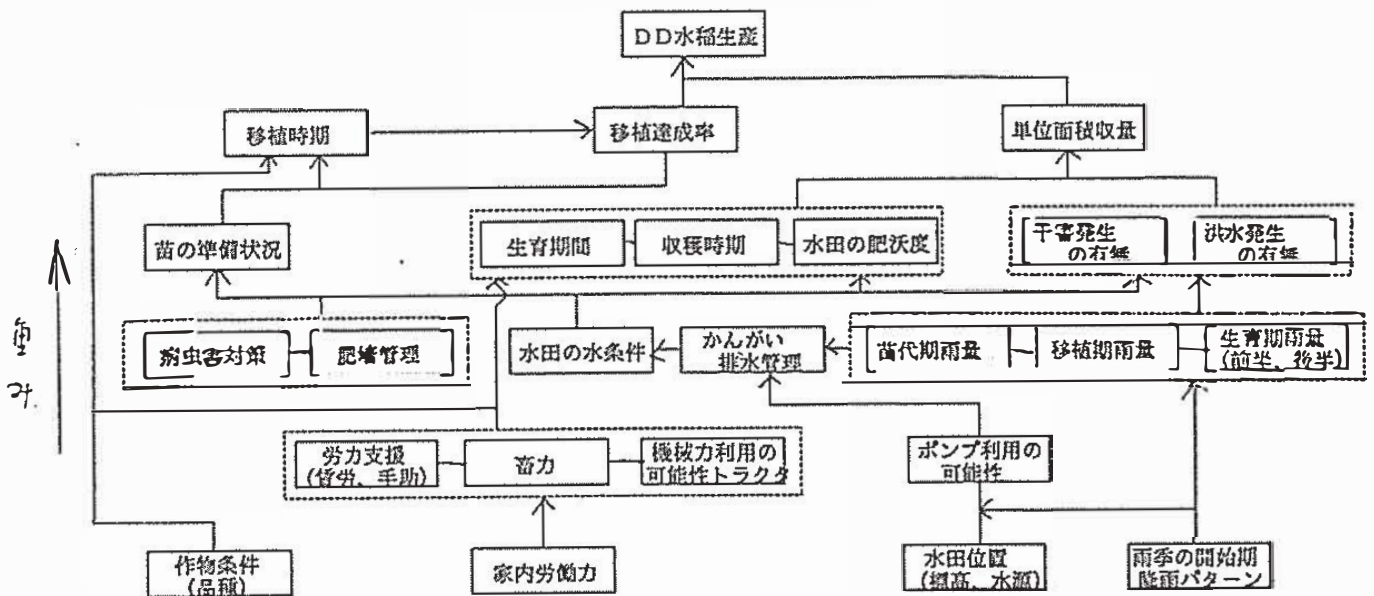 DD水稲生産
移植時期
移植達成率
単位面積収量
苗の準備状況
生育期間
収穫時期
水田の肥沃度
干害発生
の有無
洪水発生
の有無
病虫害対策
肥培管理
水田の水条件
かんがい
排水管理
苗代期雨量
移植期雨量
生育期雨量
(前半、後半)
労力支援
(賃労、手助)
畜力
機械力利用の
可能性トラクタ
ポンプ利用の
可能性
作物条件
(品種)
家内労働力
水田位置
(標高、水源)
雨季の開始期
降雨パターン